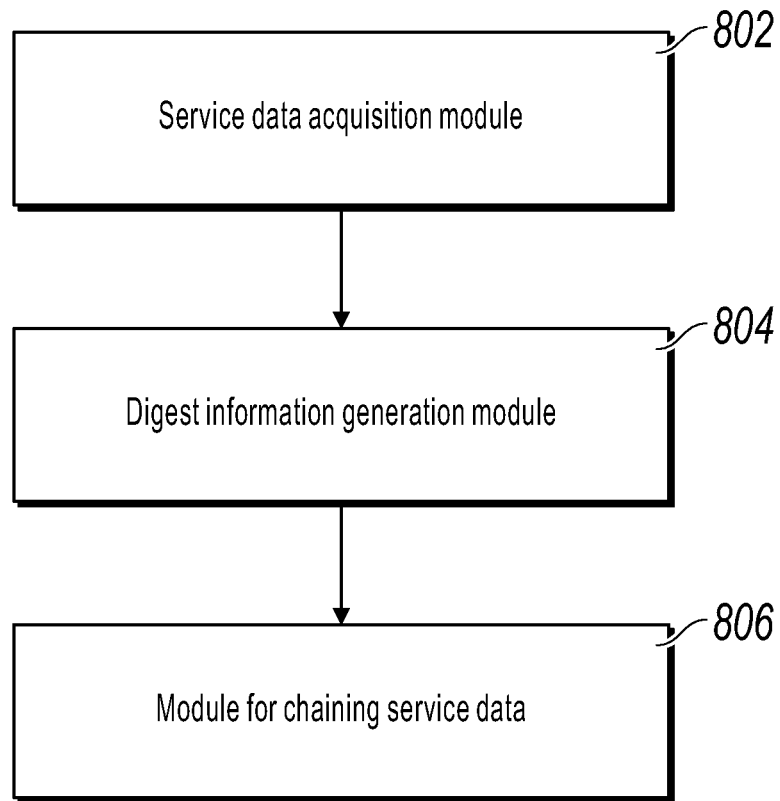 802
Service data acquisition module
804
Digest information generation module
806
Module for chaining service data